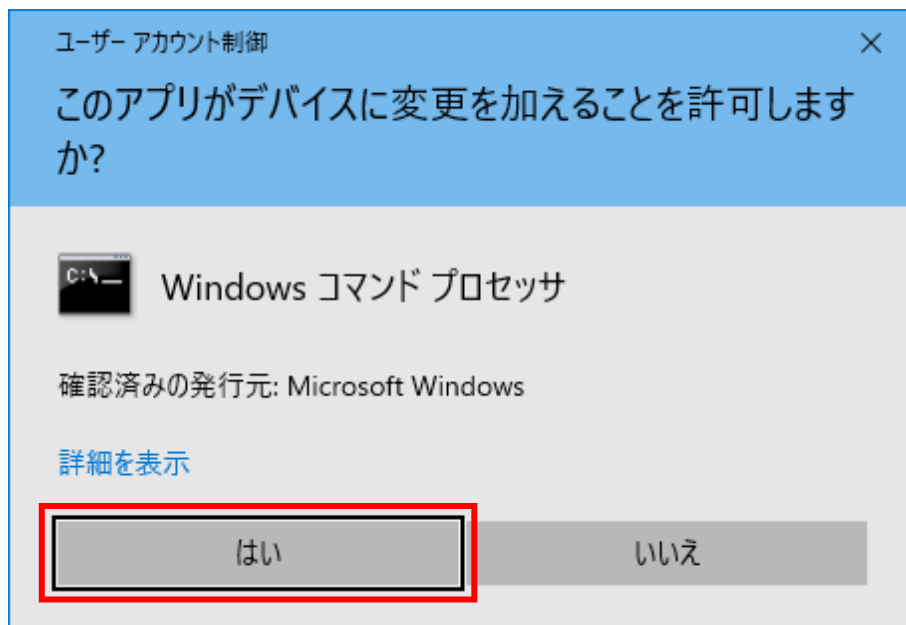 ユーザー アカウント制御
このアプリがデバイスに変更を加えることを許可します
か?
C:\_
Windows コマンド プロセッサ
確認済みの発行元: Microsoft Windows
詳細を表示
はい
いいえ